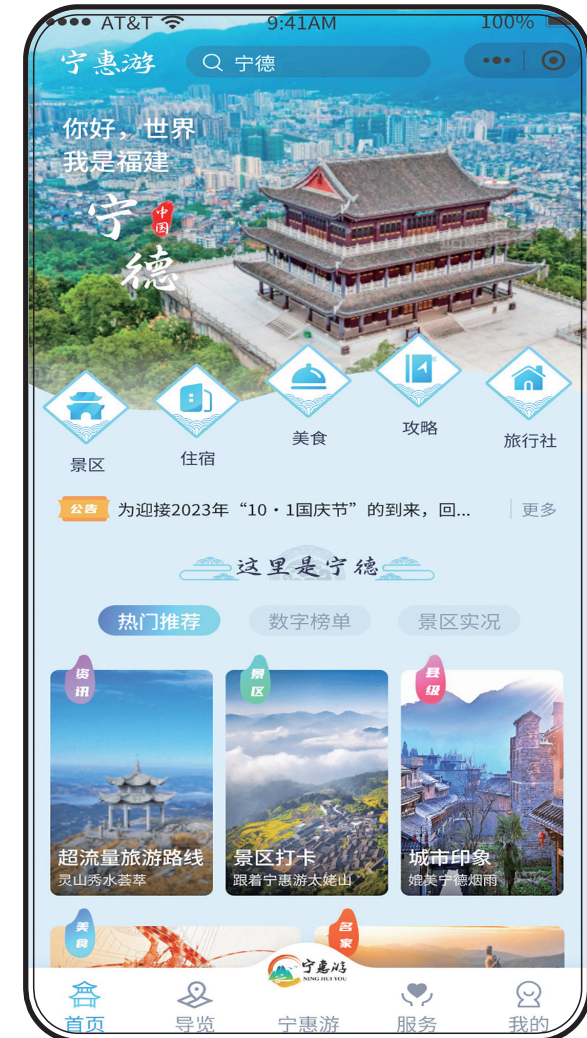 AT&T
9:41AM
100%
宁惠游
宁德
你好，世界
我是福建
宁德
中国
景区
住宿
美食
攻略
旅行社
公告
为迎接2023年“10·1国庆节”的到来，回...
更多
这里是宁德
热门推荐
数字榜单
景区实况
资讯
景区
县级
超流量旅游路线
灵山秀水荟萃
景区打卡
跟着宁惠游太姥山
城市印象
媲美宁德烟雨
美食
名家
宁惠游
NING HUI YOU
首页
导览
宁惠游
服务
我的